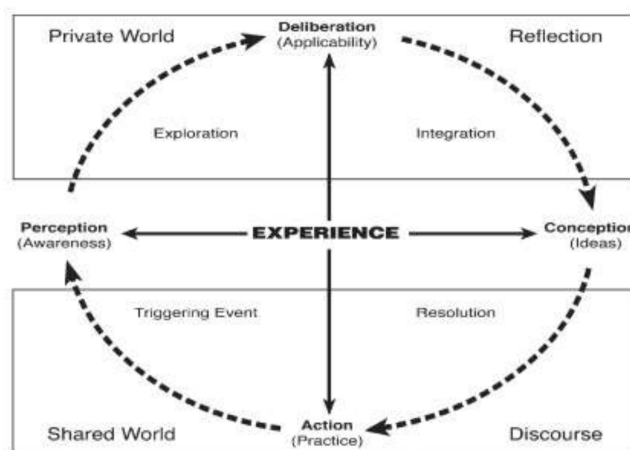 Private World
Deliberation
(Applicability)
Reflection
Exploration
Integration
Perception
(Awareness)
EXPERIENCE
Conception
(Ideas)
Triggering Event
Resolution
Shared World
Action
(Practice)
Discourse